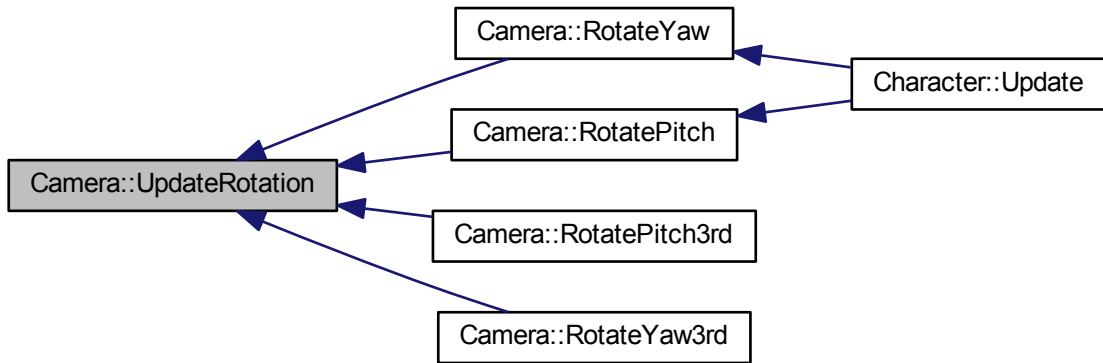 Camera::RotateYaw
Character::Update
Camera::RotatePitch
Camera::UpdateRotation
Camera::RotatePitch3rd
Camera::RotateYaw3rd